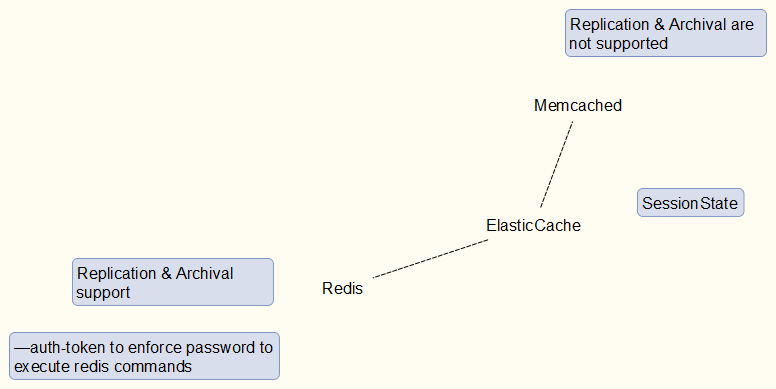 Replication & Archival are
not supported
Memcached
SessionState
ElasticCache
Replication & Archival
support
Redis
—auth-token to enforce password to
execute redis commands